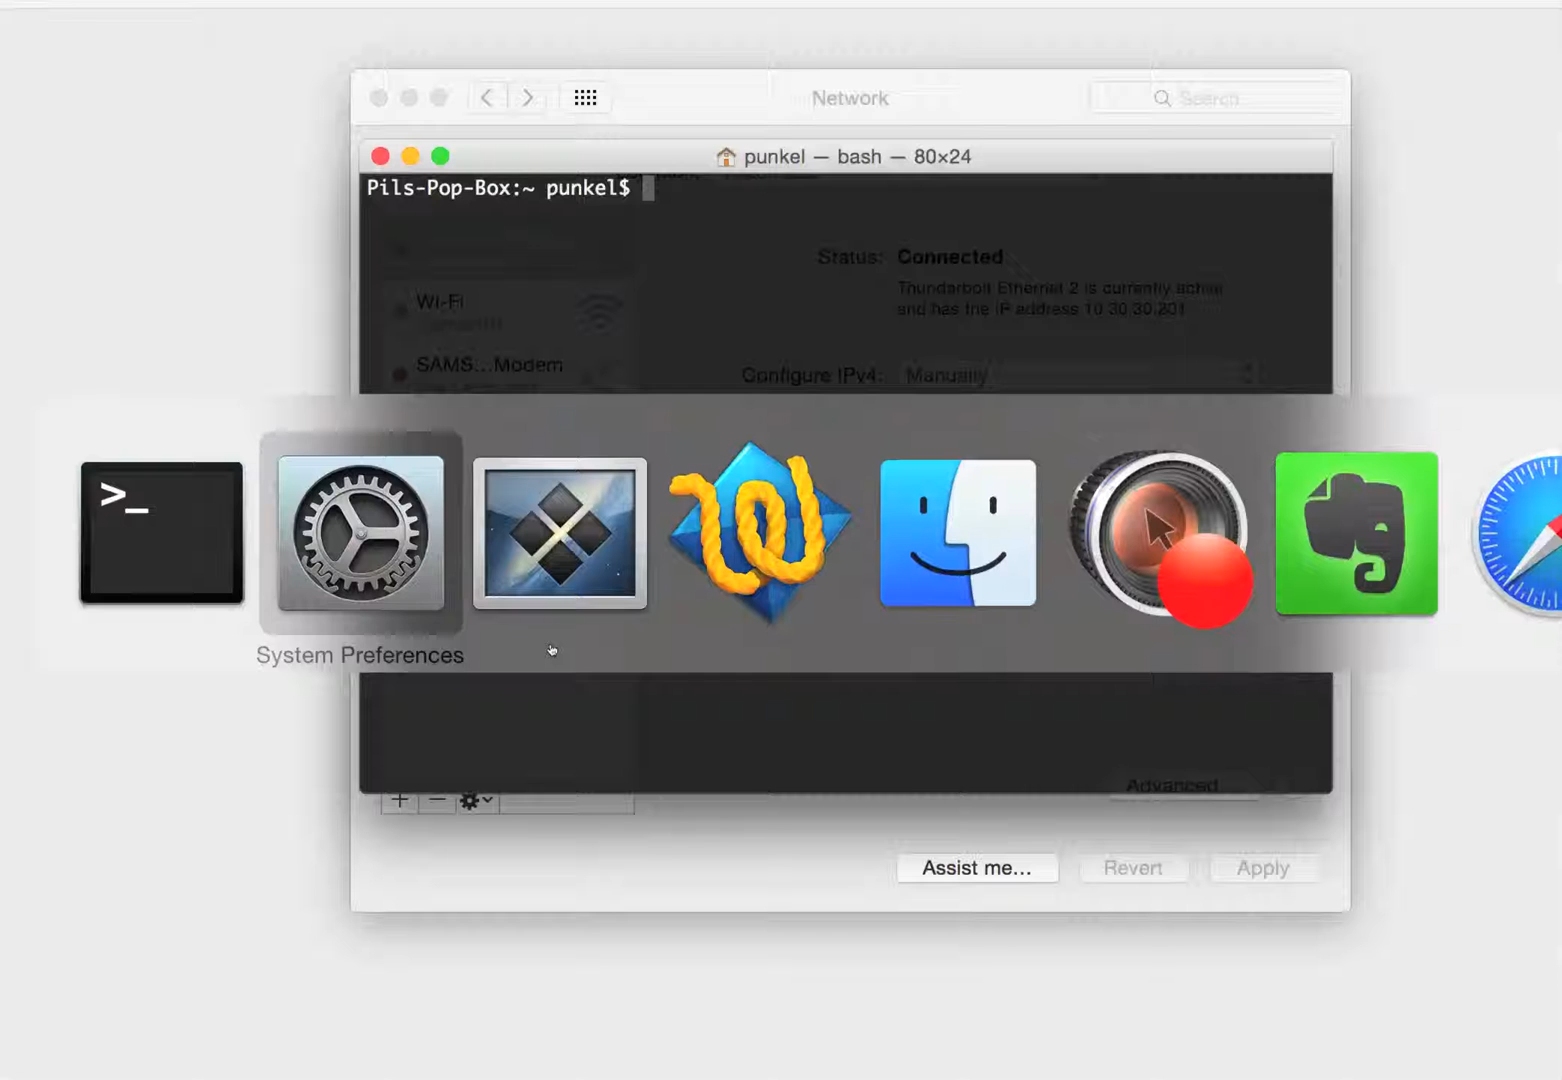 Network
Search
punkel — bash — 80×24
Pils-Pop-Box:~ punkel$
Status: Connected
Thunderbolt Ethernet 2 is currently active
and has the IP address 10.30.30.201
Wi-Fi
SAMS...Modem
Configure IPv4: Manually
>_
System Preferences
Advanced
Assist me...
Revert
Apply